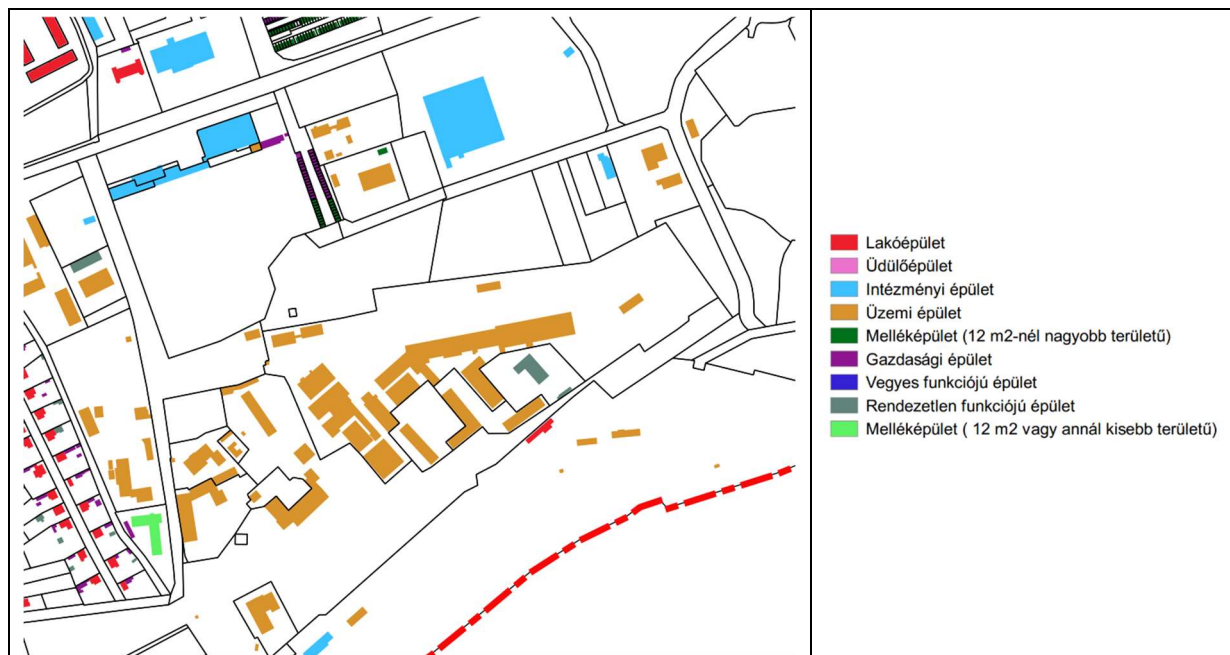 Lakóépület
Üdülőépület
Intézményi épület
Üzemi épület
Melléképület (12 m2-nél nagyobb területű)
Gazdasági épület
Vegyes funkciójú épület
Rendezetlen funkciójú épület
Melléképület ( 12 m2 vagy annál kisebb területű)